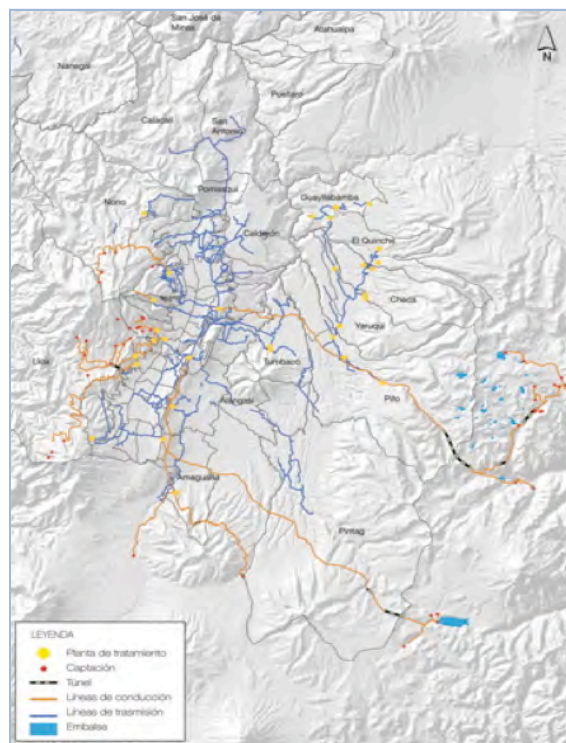 San José de
Minas
Atahualpa
Nanegal
Puéllaro
N
Calacalí
San
Antonio
Pomasqui
Nono
Guayllabamba
Calderón
El Quinche
Checa
Yaruquí
Lloa
Tumbaco
Pifo
Alangasí
Amaguaña
Pintag
LEYENDA
Planta de tratamiento
Captación
Túnel
Líneas de conducción
Líneas de trasmisión
Embalse